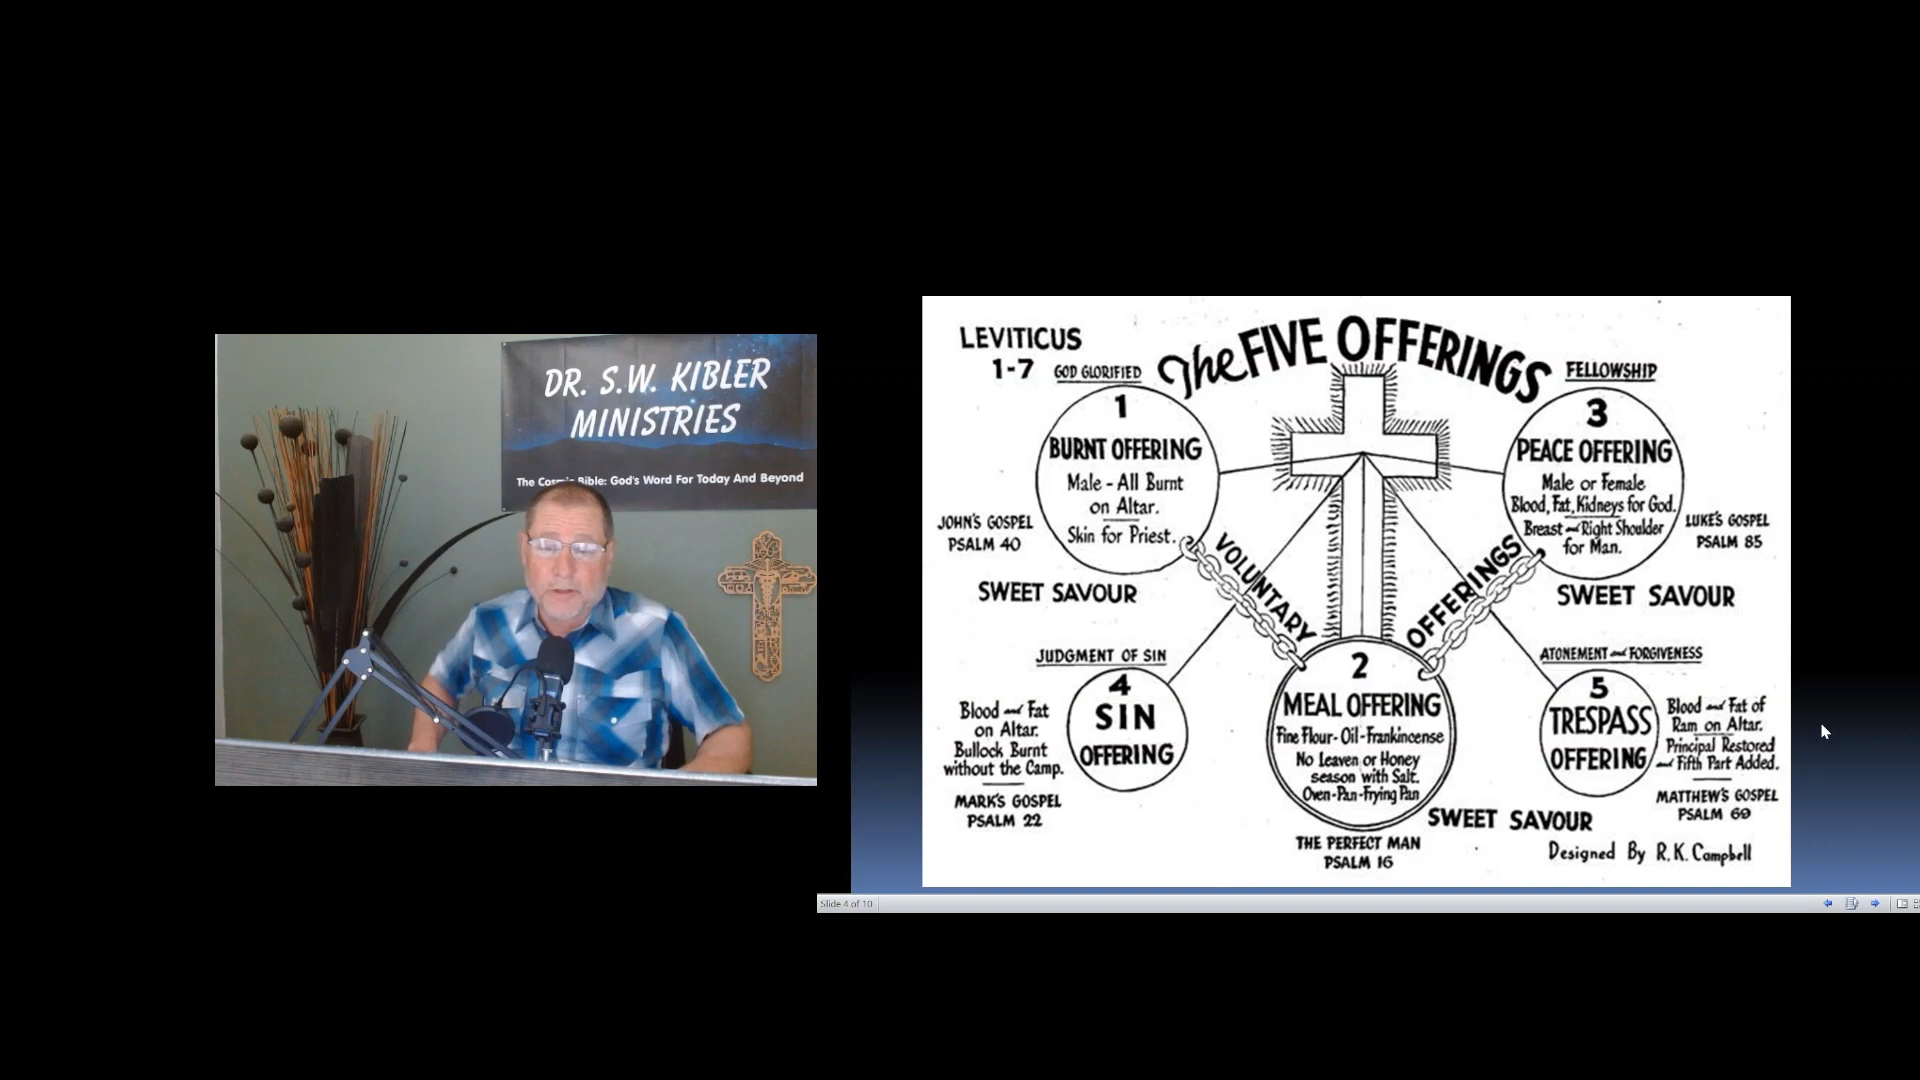 DR. S.W. KIBLER
MINISTRIES
The Cosmic Bible: God's Word For Today And Beyond
LEVITICUS
1-7
The FIVE OFFERINGS
GOD GLORIFIED
1
BURNT OFFERING
Male - All Burnt
on Altar.
Skin for Priest.
JOHN'S GOSPEL
PSALM 40
SWEET SAVOUR
FELLOWSHIP
3
PEACE OFFERING
Male or Female
Blood, Fat, Kidneys for God.
Breast and Right Shoulder
for Man.
LUKE'S GOSPEL
PSALM 85
SWEET SAVOUR
VOLUNTARY
OFFERINGS
JUDGMENT OF SIN
4
SIN
OFFERING
Blood and Fat
on Altar.
Bullock Burnt
without the Camp.
MARK'S GOSPEL
PSALM 22
2
MEAL OFFERING
Fine Flour - Oil - Frankincense
No Leaven or Honey
season with Salt.
Oven - Pan - Frying Pan
SWEET SAVOUR
THE PERFECT MAN
PSALM 16
ATONEMENT and FORGIVENESS
5
TRESPASS
OFFERING
Blood and Fat of
Ram on Altar.
Principal Restored
and Fifth Part Added.
MATTHEW'S GOSPEL
PSALM 69
Designed By R.K. Campbell
Slide 4 of 10